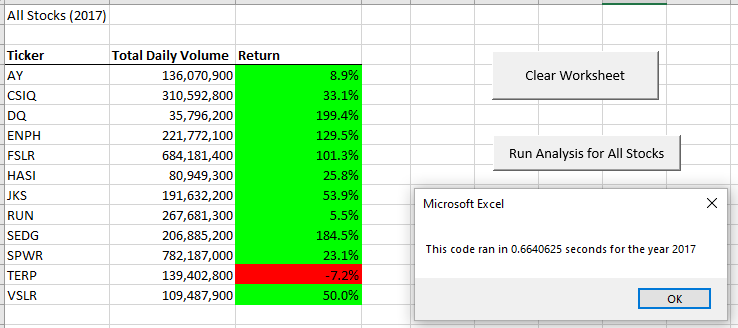 All Stocks (2017)
Ticker Total Daily Volume Return
AY 136,070,900 8.9%
CSIQ 310,592,800 33.1%
DQ 35,796,200 199.4%
ENPH 221,772,100 129.5%
FSLR 684,181,400 101.3%
HASI 80,949,300 25.8%
JKS 191,632,200 53.9%
RUN 267,681,300 5.5%
SEDG 206,885,200 184.5%
SPWR 782,187,000 23.1%
TERP 139,402,800 -7.2%
VSLR 109,487,900 50.0%
Clear Worksheet
Run Analysis for All Stocks
Microsoft Excel
This code ran in 0.6640625 seconds for the year 2017
OK